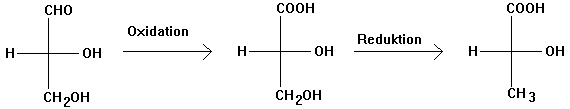 CHO
H OH
CH2OH
Oxidation
COOH
H OH
CH2OH
Reduktion
COOH
H OH
CH3